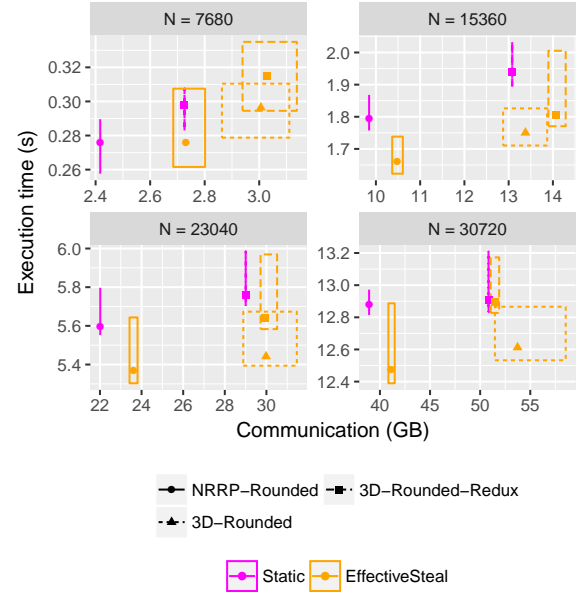 N = 7680
N = 15360
0.32
0.30
0.28
0.26
2.0
1.9
1.8
1.7
2.4 2.6 2.8 3.0
10 11 12 13 14
N = 23040
N = 30720
6.0
5.8
5.6
5.4
13.2
13.0
12.8
12.6
12.4
22 24 26 28 30
40 45 50 55
Execution time (s)
Communication (GB)
NRRP−Rounded 3D−Rounded−Redux
3D−Rounded
Static EffectiveSteal